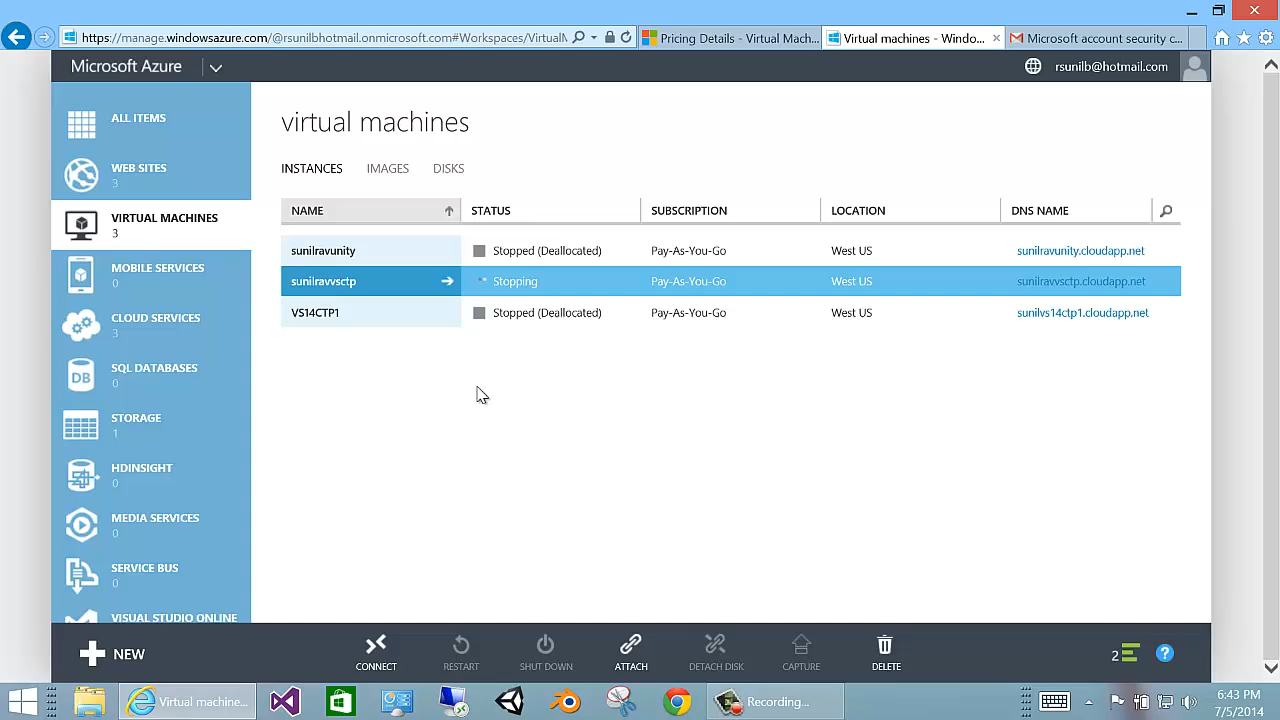 https://manage.windowsazure.com/@rsunilbhotmail.onmicrosoft.com#Workspaces/VirtualM
Pricing Details - Virtual Mach...
Virtual machines - Windo...
Microsoft account security c...
Microsoft Azure
rsunilb@hotmail.com
ALL ITEMS
WEB SITES
3
VIRTUAL MACHINES
3
MOBILE SERVICES
0
CLOUD SERVICES
3
SQL DATABASES
0
STORAGE
1
HDINSIGHT
0
MEDIA SERVICES
0
SERVICE BUS
0
VISUAL STUDIO ONLINE
virtual machines
INSTANCES IMAGES DISKS
NAME STATUS SUBSCRIPTION LOCATION DNS NAME
sunilravunity Stopped (Deallocated) Pay-As-You-Go West US sunilravunity.cloudapp.net
sunilravvsctp Stopping Pay-As-You-Go West US sunilravvsctp.cloudapp.net
VS14CTP1 Stopped (Deallocated) Pay-As-You-Go West US sunilvs14ctp1.cloudapp.net
NEW
CONNECT RESTART SHUT DOWN ATTACH DETACH DISK CAPTURE DELETE
2
?
Virtual machine...
Recording...
6:43 PM
7/5/2014